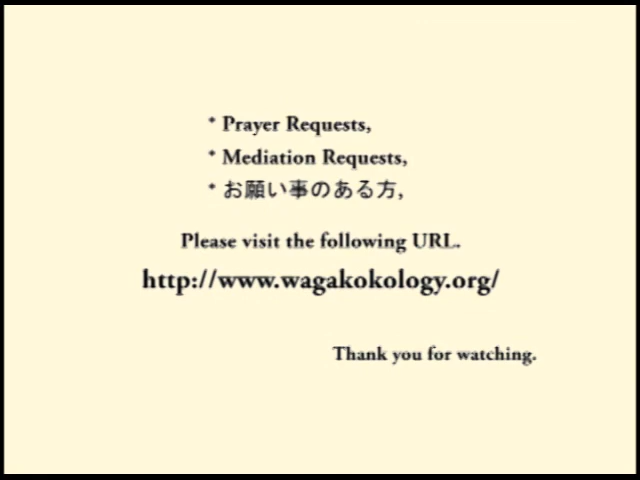 * Prayer Requests,
* Mediation Requests,
* お願い事のある方,
Please visit the following URL.
http://www.wagakokology.org/
Thank you for watching.